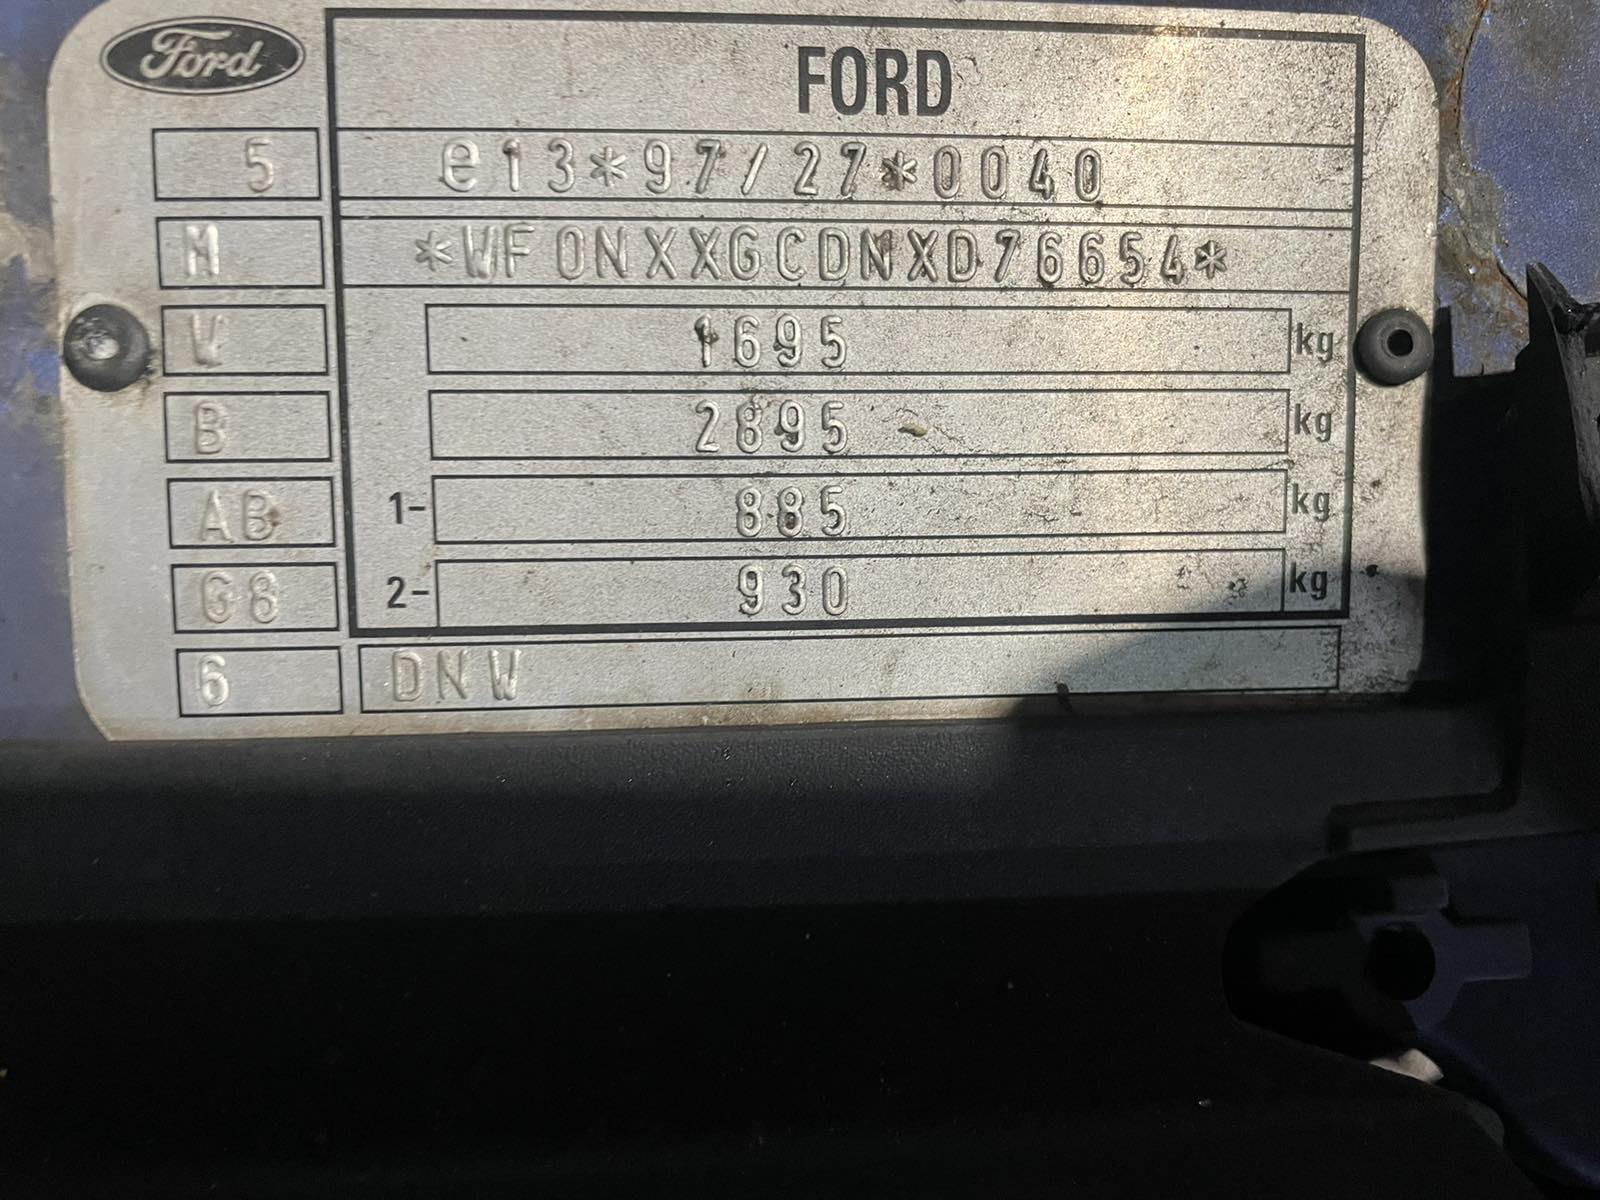 Ford
FORD
5 e13*97/27*0040
M *WF0NXXGCDNXD76654*
V 1695 kg
B 2895 kg
AB 1- 885 kg
G8 2- 930 kg
6 DNW